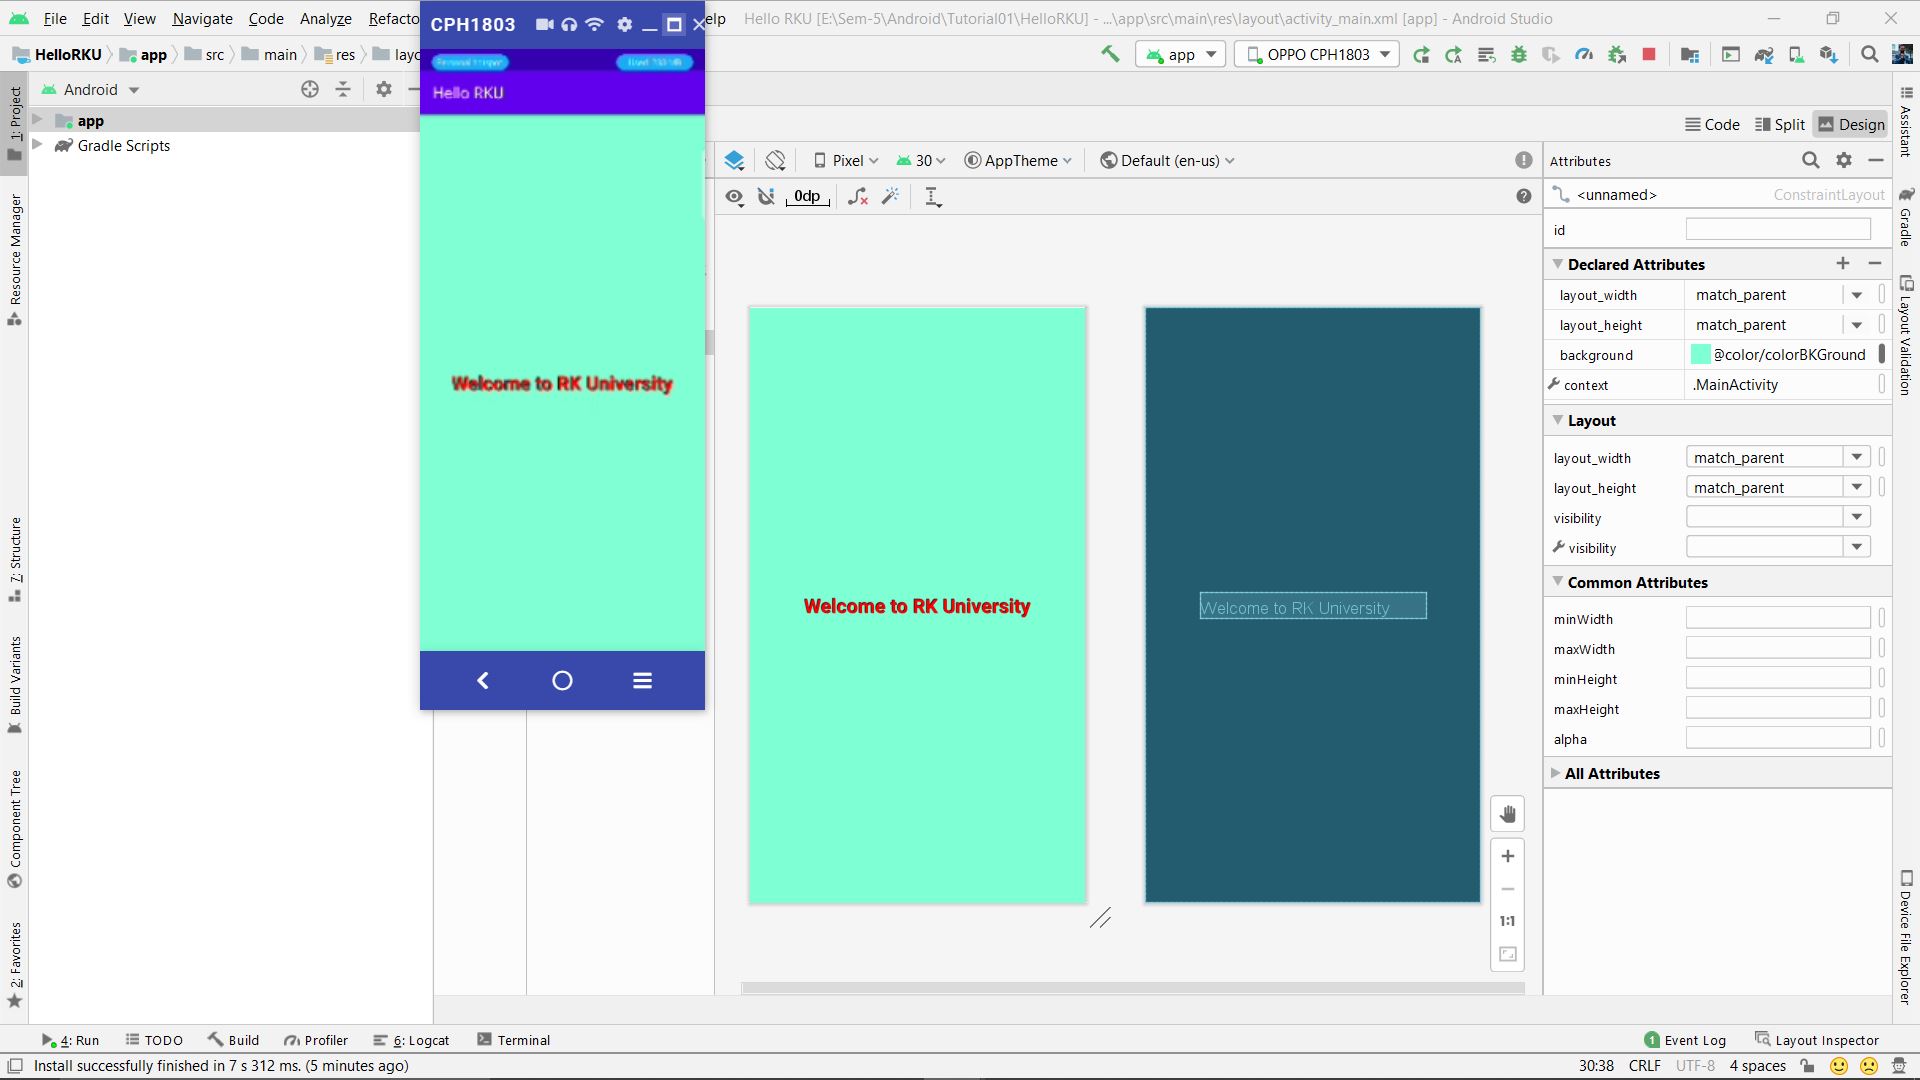 File Edit View Navigate Code Analyze Refacto
elp Hello RKU [E:\Sem-5\Android\Tutorial01\HelloRKU] - ...\app\src\main\res\layout\activity_main.xml [app] - Android Studio
HelloRKU app src main res layo
app OPPO CPH1803
CPH1803
Hello RKU
Welcome to RK University
Android
app
Gradle Scripts
1: Project
Resource Manager
7: Structure
Build Variants
Component Tree
2: Favorites
Code Split Design
Pixel 30 AppTheme Default (en-us)
0dp
Welcome to RK University
Welcome to RK University
1:1
Attributes
<unnamed> ConstraintLayout
id
Declared Attributes
layout_width match_parent
layout_height match_parent
background @color/colorBKGround
context .MainActivity
Layout
layout_width match_parent
layout_height match_parent
visibility
visibility
Common Attributes
minWidth
maxWidth
minHeight
maxHeight
alpha
All Attributes
Assistant
Gradle
Layout Validation
Device File Explorer
4: Run TODO Build Profiler 6: Logcat Terminal
1 Event Log Layout Inspector
Install successfully finished in 7 s 312 ms. (5 minutes ago)
30:38 CRLF UTF-8 4 spaces